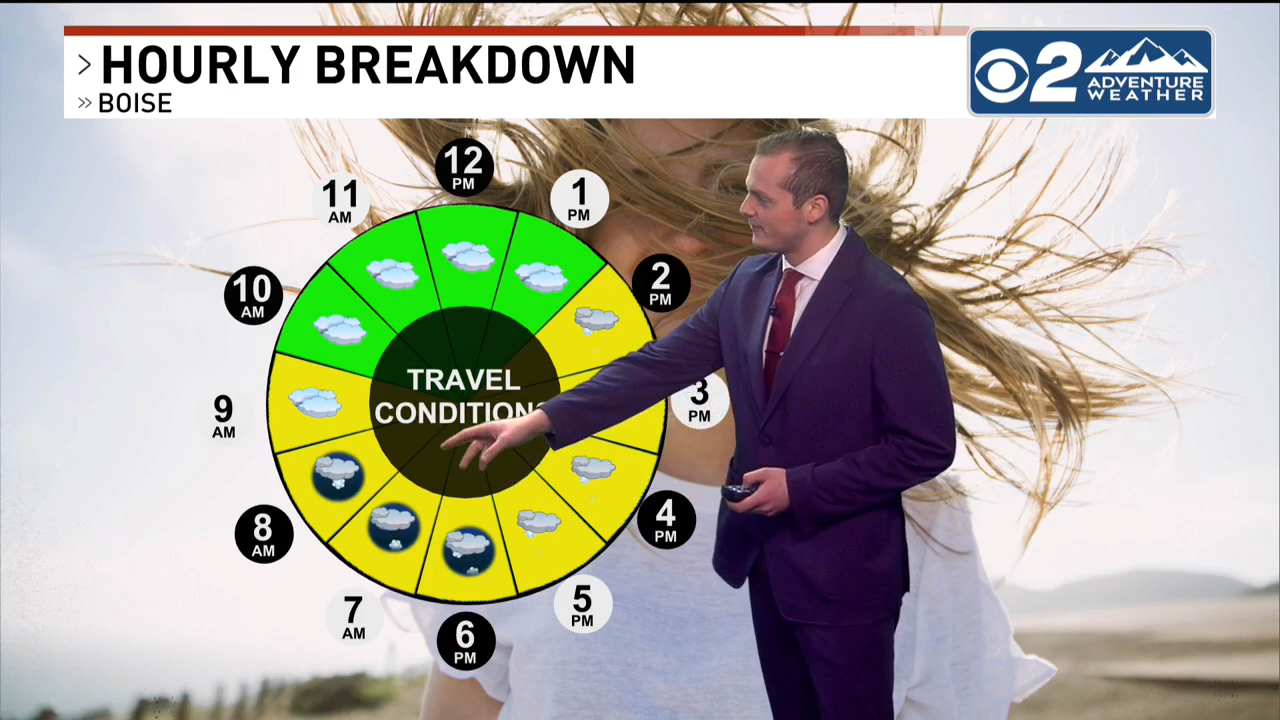 > HOURLY BREAKDOWN
>> BOISE
2 ADVENTURE
WEATHER
12
PM
1
PM
2
PM
3
PM
4
PM
5
PM
6
PM
7
AM
8
AM
9
AM
10
AM
11
AM
TRAVEL
CONDITION